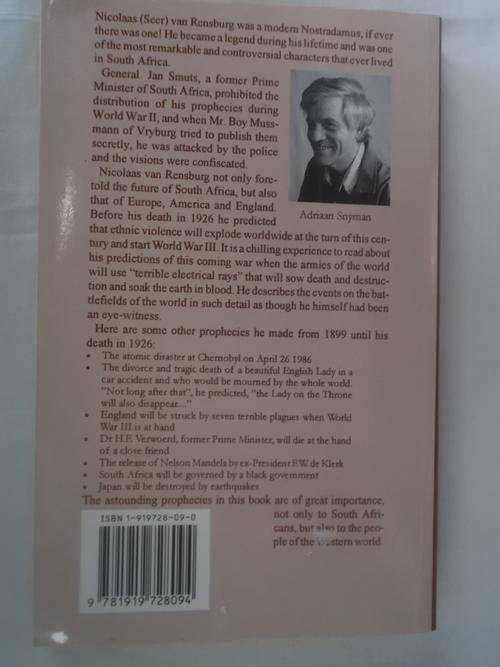 Nicolaas (Seer) van Rensburg was a modern Nostradamus, if ever
there was one! He became a legend during his lifetime and was one
of the most remarkable and controversial characters that ever lived
in South Africa.
General. Jan Smuts, a former Prime
Minister of South Africa, prohibited the
distribution of his prophecies during
World War II, and when Mr. Boy Muss-
mann of Vryburg tried to publish them
secretly, he was attacked by the police
and the visions were confiscated.
Nicolaas van Rensburg not only fore-
told the future of South Africa, but also
that of Europe, America and England.
Before his death in 1926 he predicted
Adriaan Snyman
that ethnic violence will explode worldwide at the turn of this cen-
tury and start World War III. It is a chilling experience to read about
his predictions of this coming war when the armies of the world
will use "terrible electrical rays" that will sow death and destruc-
tion and soak the earth in blood. He describes the events on the bat-
tlefields of the world in such detail as though he himself had been
an eye-witness.
Here are some other prophecies he made from 1899 until his
death in 1926:
• The atomic disaster at Chernobyl on April 26 1986
• The divorce and tragic death of a beautiful English Lady in a
car accident and who would be mourned by the whole world.
"Not long after that", he predicted, "the Lady on the Throne
will also disappear..."
• England will be struck by seven terrible plagues when World
War III is at hand
• Dr H.F. Verwoerd, former Prime Minister, will die at the hand
of a close friend
• The release of Nelson Mandela by ex-President F.W. de Klerk
• South Africa will be governed by a black government
• Japan will be destroyed by earthquakes
The astounding prophecies in this book are of great importance,
not only to South Afri-
cans, but also to the peo-
ple of the Western world.
ISBN 1-919728-09-0
9 781919 728094